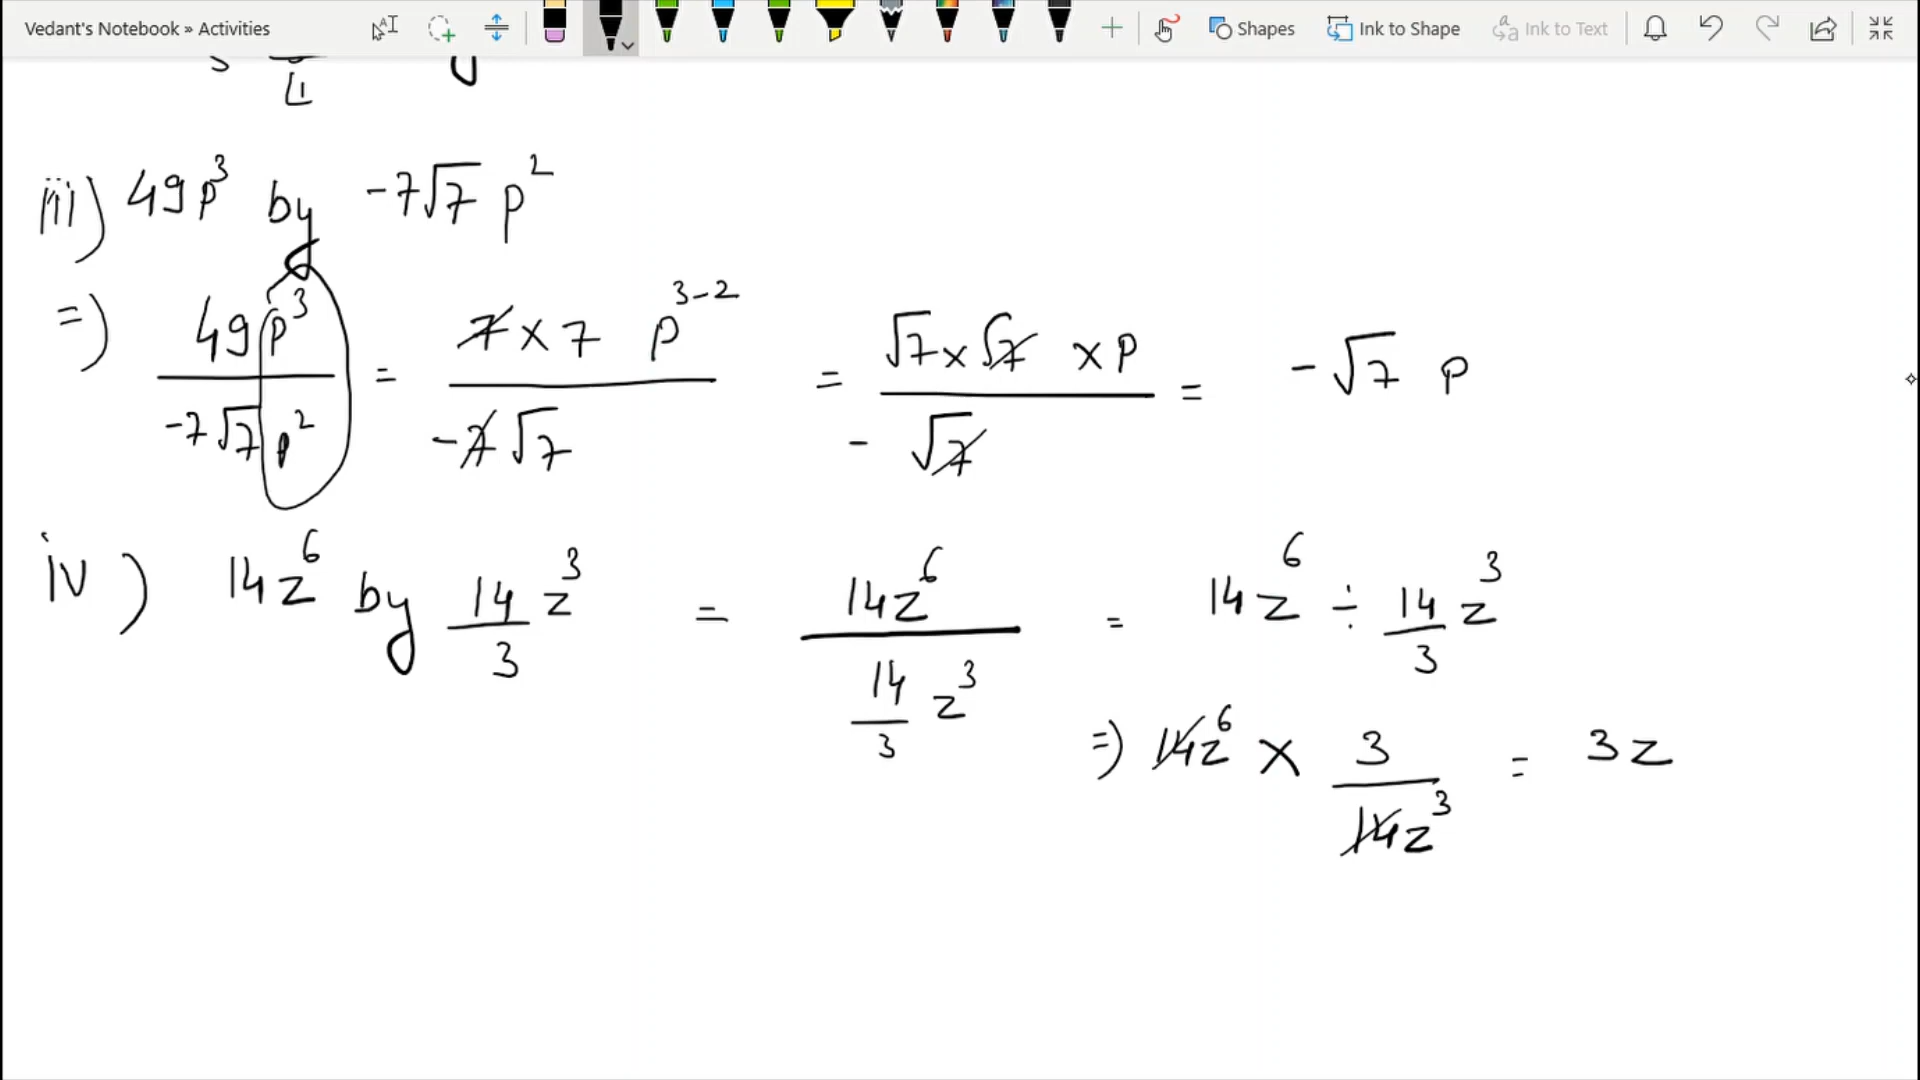 Vedant's Notebook » Activities
Shapes Ink to Shape Ink to Text
iii) 49p³ by -7√7 p²
=) 49p³ / -7√7 p² = 7 x 7 p³⁻² / -7√7 = √7 x √7 x p / -√7 = -√7 p
iv) 14z⁶ by 14/3 z³ = 14z⁶ / 14/3 z³ = 14z⁶ ÷ 14/3 z³
=) 14z⁶ x 3/14z³ = 3z